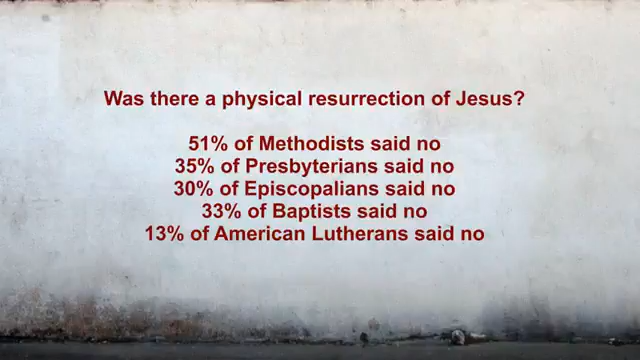 Was there a physical resurrection of Jesus?
51% of Methodists said no
35% of Presbyterians said no
30% of Episcopalians said no
33% of Baptists said no
13% of American Lutherans said no